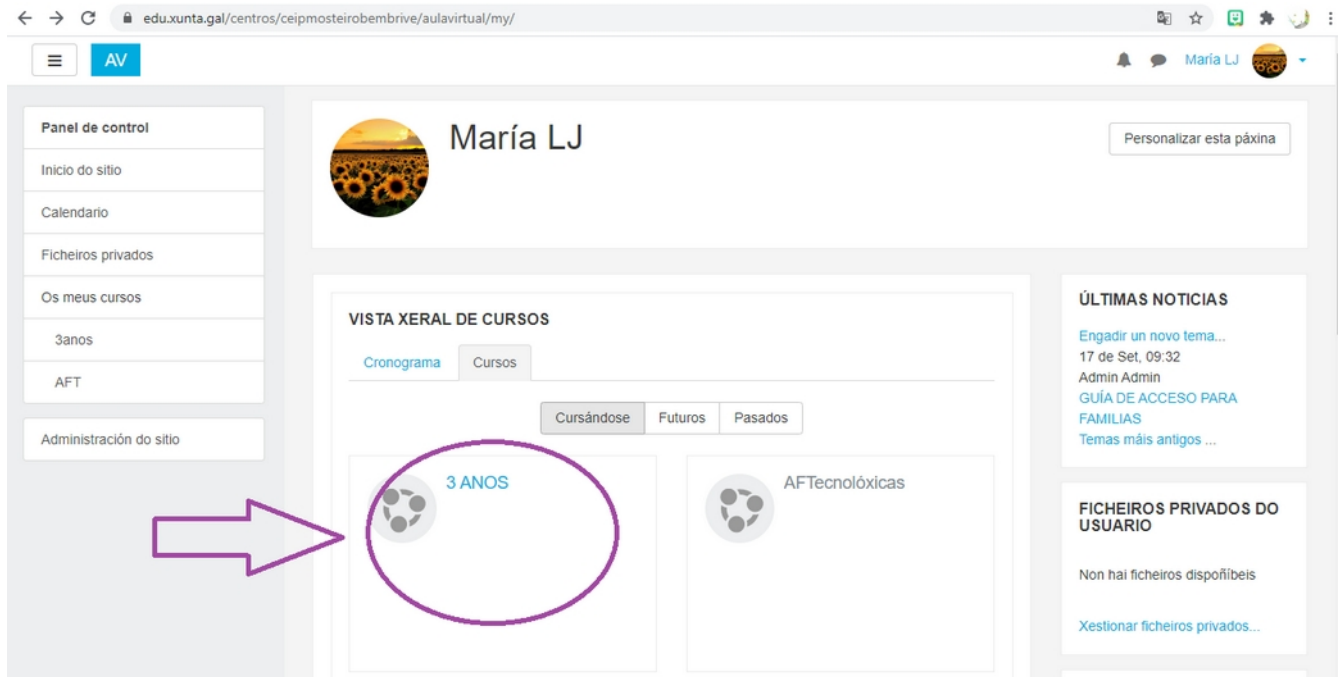 edu.xunta.gal/centros/ceipmosteirobembrive/aulavirtual/my/
AV
María LJ
Panel de control
Inicio do sitio
Calendario
Ficheiros privados
Os meus cursos
3anos
AFT
Administración do sitio
María LJ
Personalizar esta páxina
VISTA XERAL DE CURSOS
Cronograma
Cursos
Cursándose
Futuros
Pasados
3 ANOS
AFTecnolóxicas
ÚLTIMAS NOTICIAS
Engadir un novo tema...
17 de Set, 09:32
Admin Admin
GUÍA DE ACCESO PARA
FAMILIAS
Temas máis antigos ...
FICHEIROS PRIVADOS DO
USUARIO
Non hai ficheiros dispoñíbeis
Xestionar ficheiros privados...